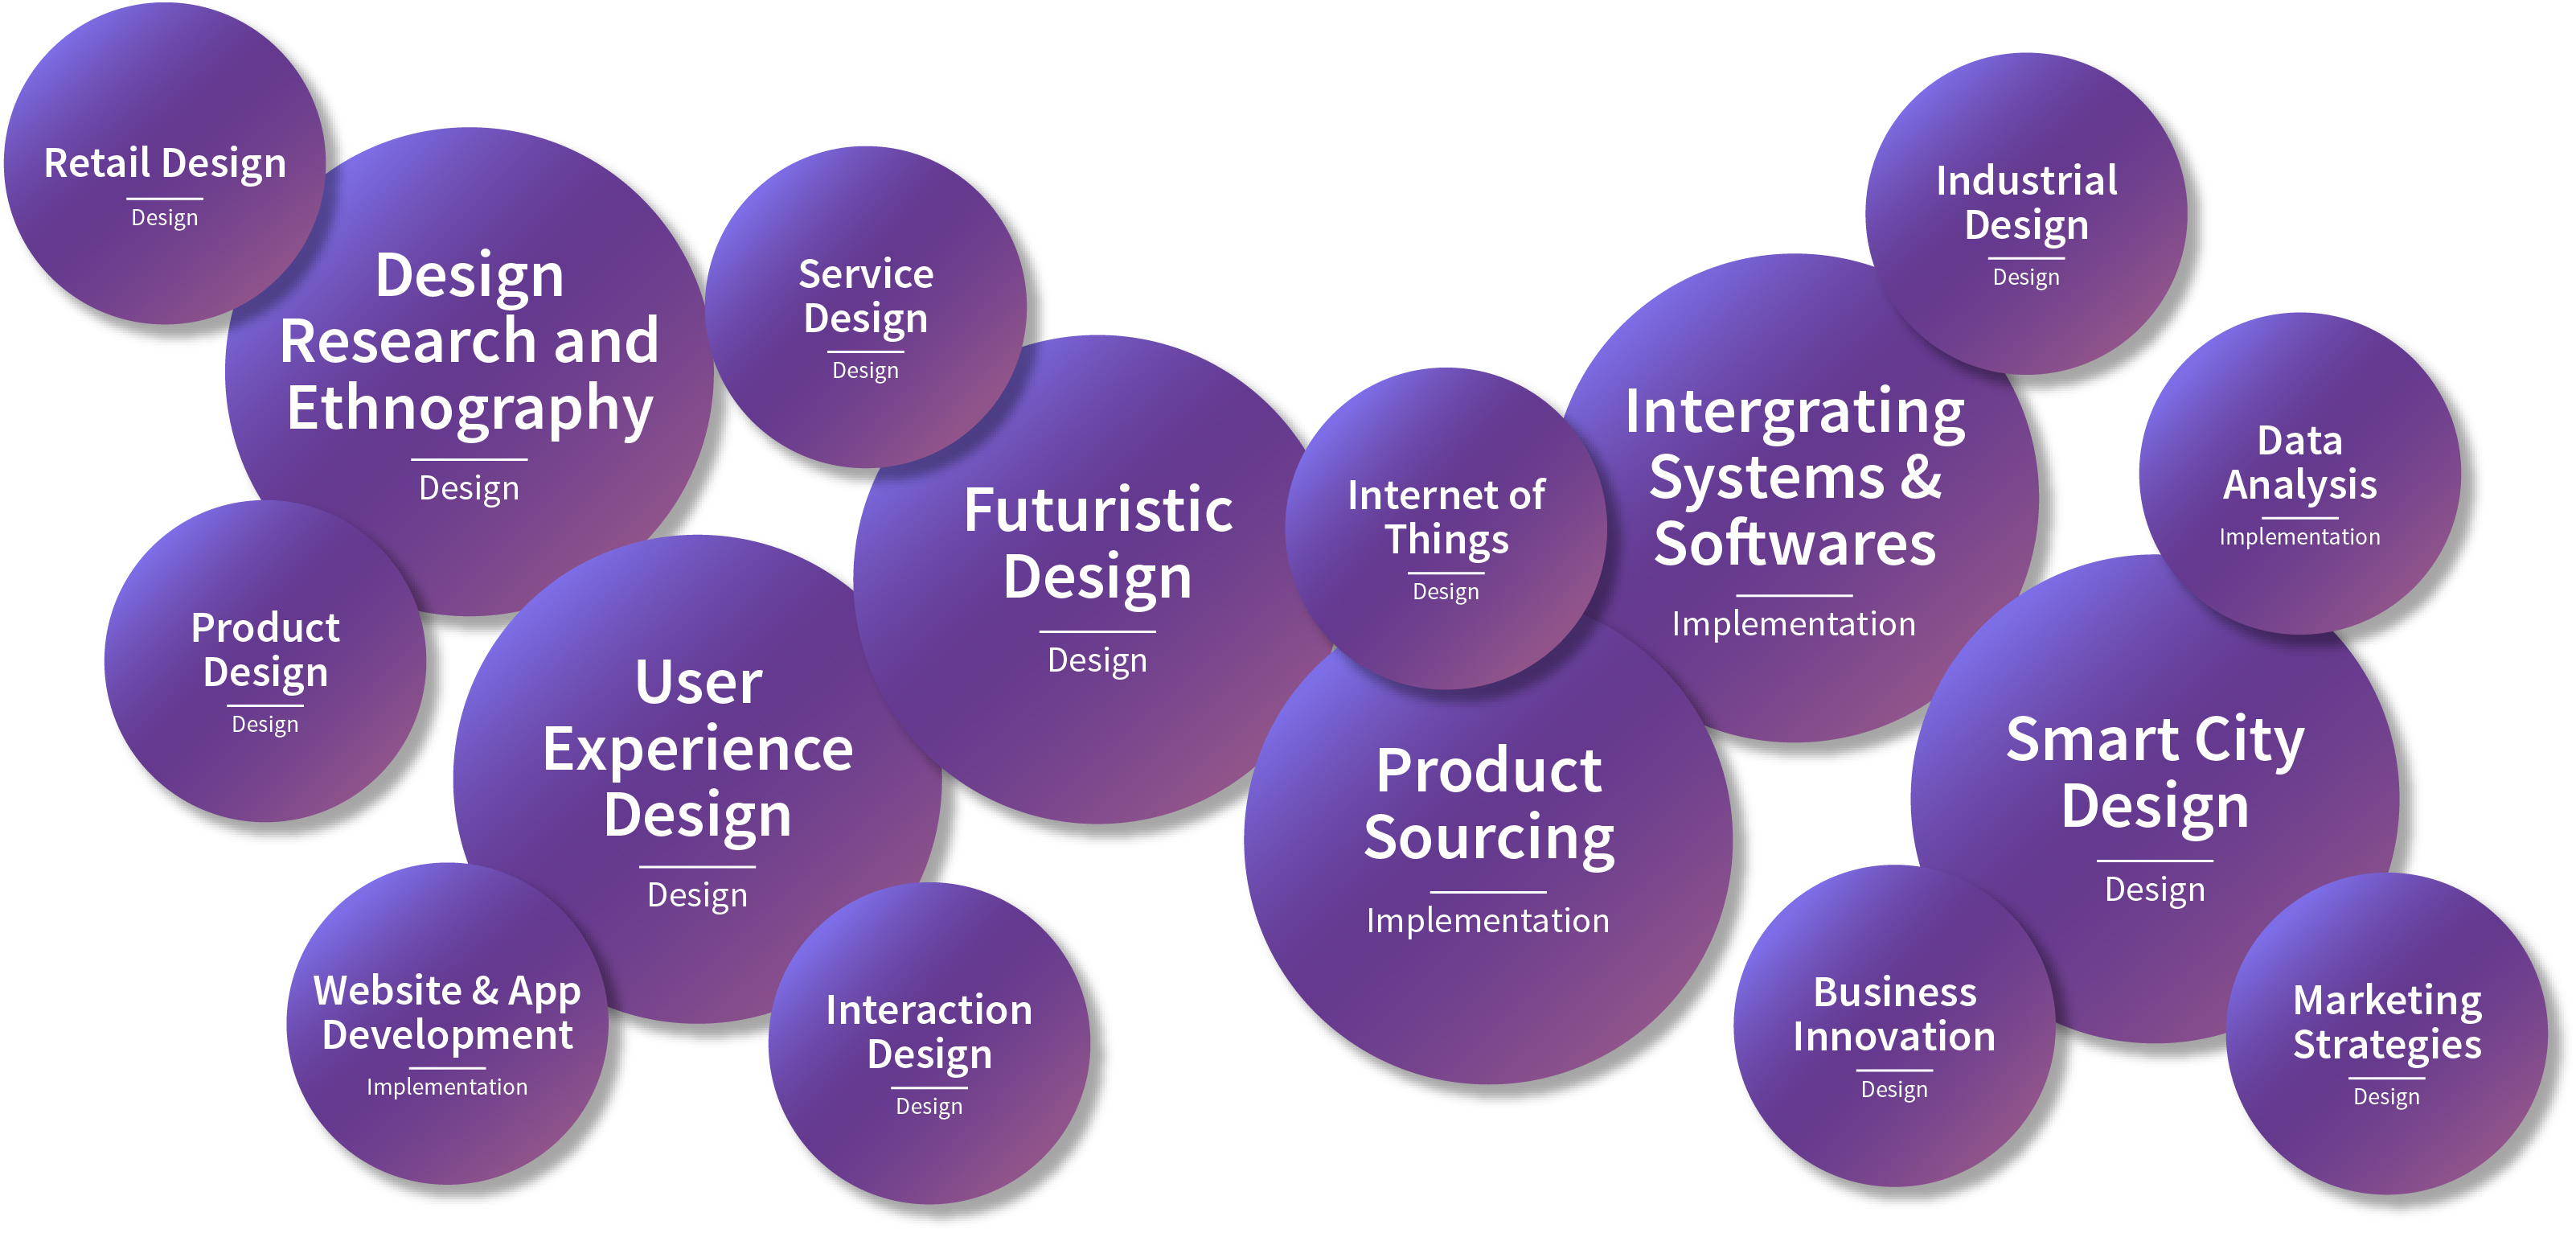 Retail Design
Design
Design
Research and
Ethnography
Design
Service
Design
Design
Product
Design
Design
User
Experience
Design
Design
Website & App
Development
Implementation
Interaction
Design
Design
Futuristic
Design
Design
Internet of
Things
Design
Product
Sourcing
Implementation
Intergrating
Systems &
Softwares
Implementation
Industrial
Design
Design
Data
Analysis
Implementation
Smart City
Design
Design
Business
Innovation
Design
Marketing
Strategies
Design